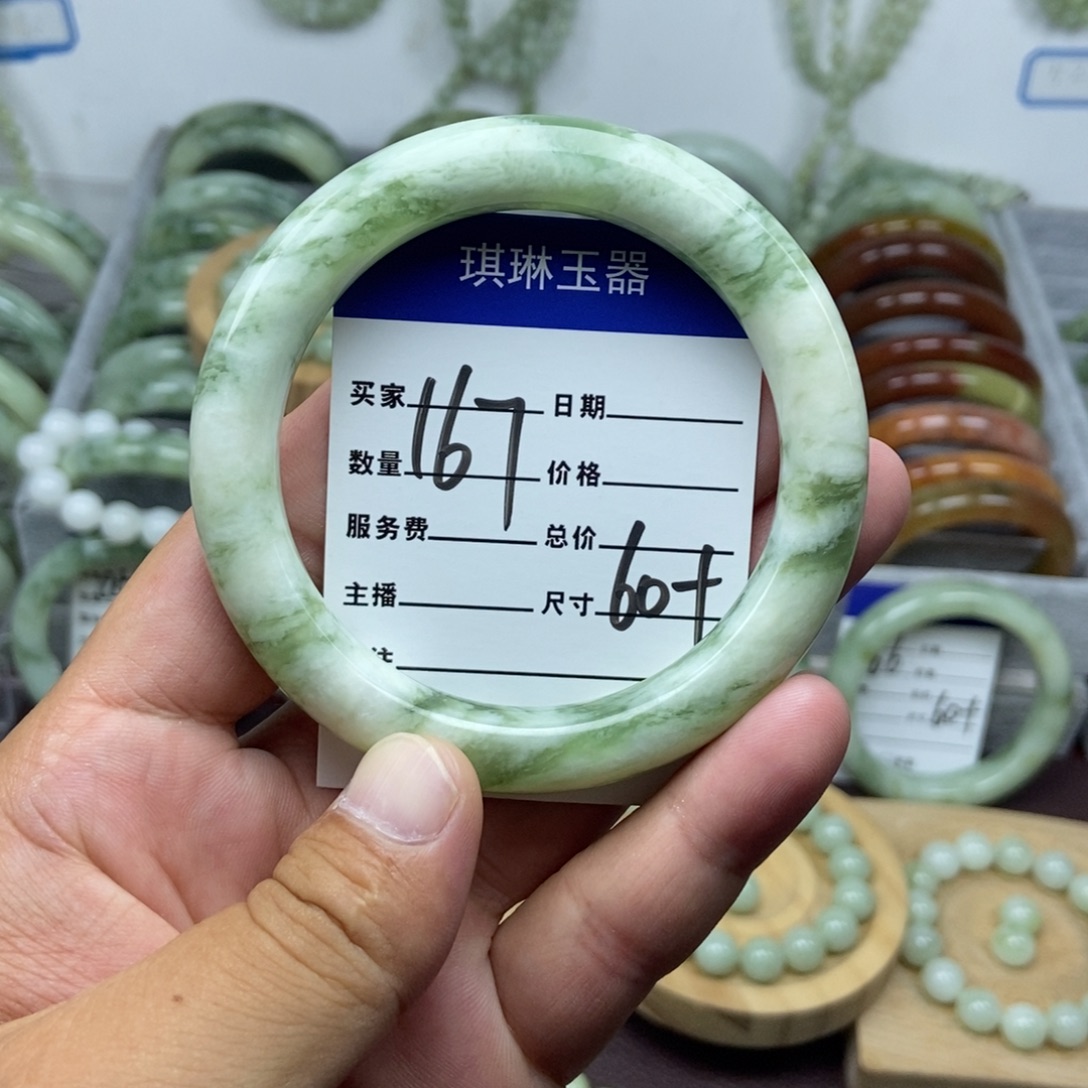 琪琳玉器
买家 日期
167
数量 价格
服务费 总价
主播 尺寸 60+
注
60+